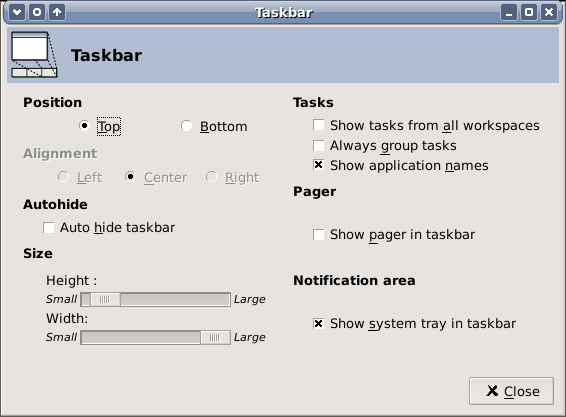 Taskbar
Taskbar
Position
Top
Bottom
Alignment
Left
Center
Right
Autohide
Auto hide taskbar
Size
Height :
Small
Large
Width:
Small
Large
Tasks
Show tasks from all workspaces
Always group tasks
Show application names
Pager
Show pager in taskbar
Notification area
Show system tray in taskbar
Close